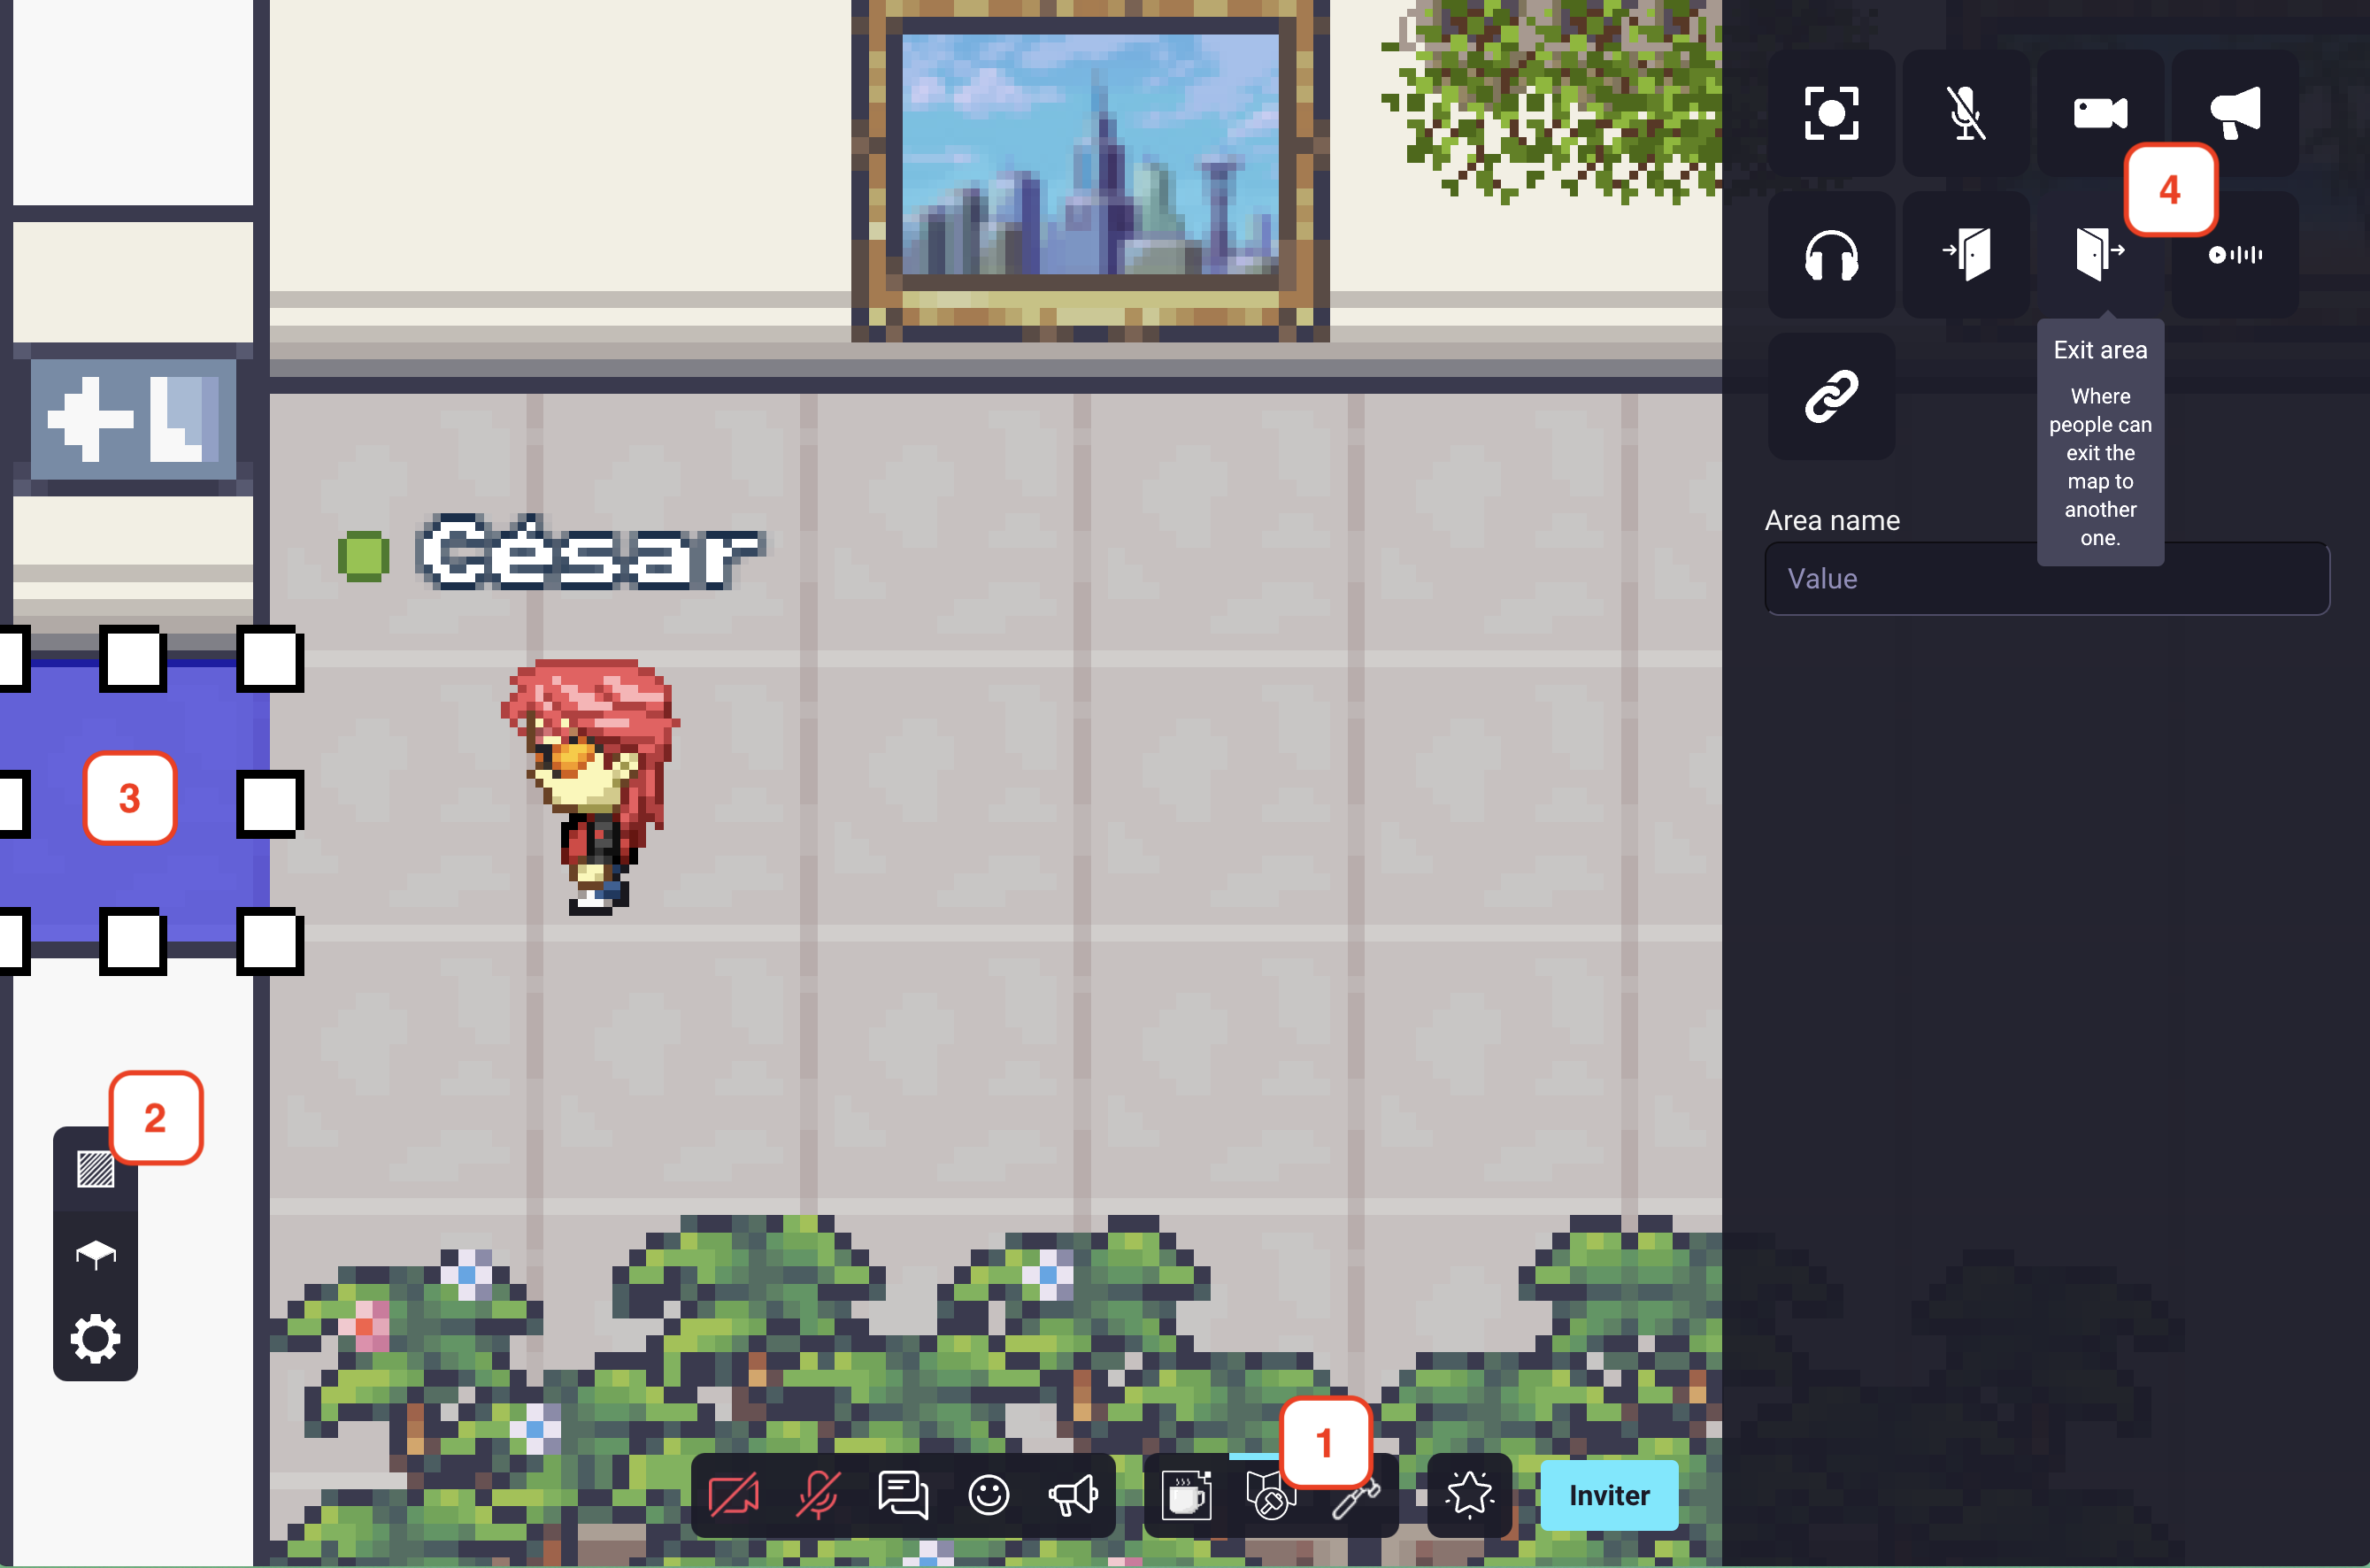 4
Exit area
Where
people can
exit the
map to
another
one.
Area name
Value
César
3
2
1
Inviter